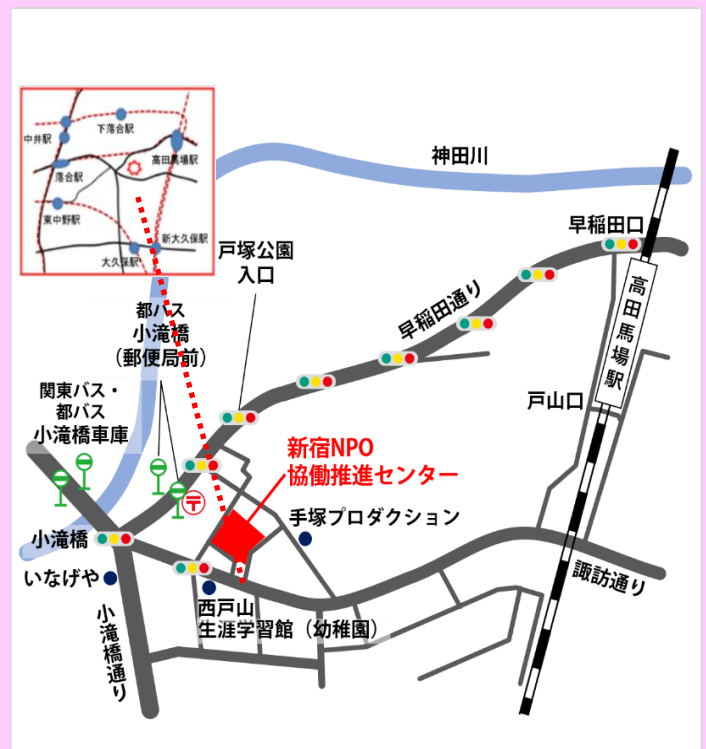 中井駅
下落合駅
高田馬場駅
落合駅
東中野駅
新大久保駅
大久保駅
神田川
早稲田口
戸塚公園
入口
早稲田通り
高田馬場駅
都バス
小滝橋
（郵便局前）
関東バス・
都バス
小滝橋車庫
戸山口
新宿NPO
協働推進センター
手塚プロダクション
小滝橋
いなげや
諏訪通り
西戸山
生涯学習館（幼稚園）
小滝橋通り